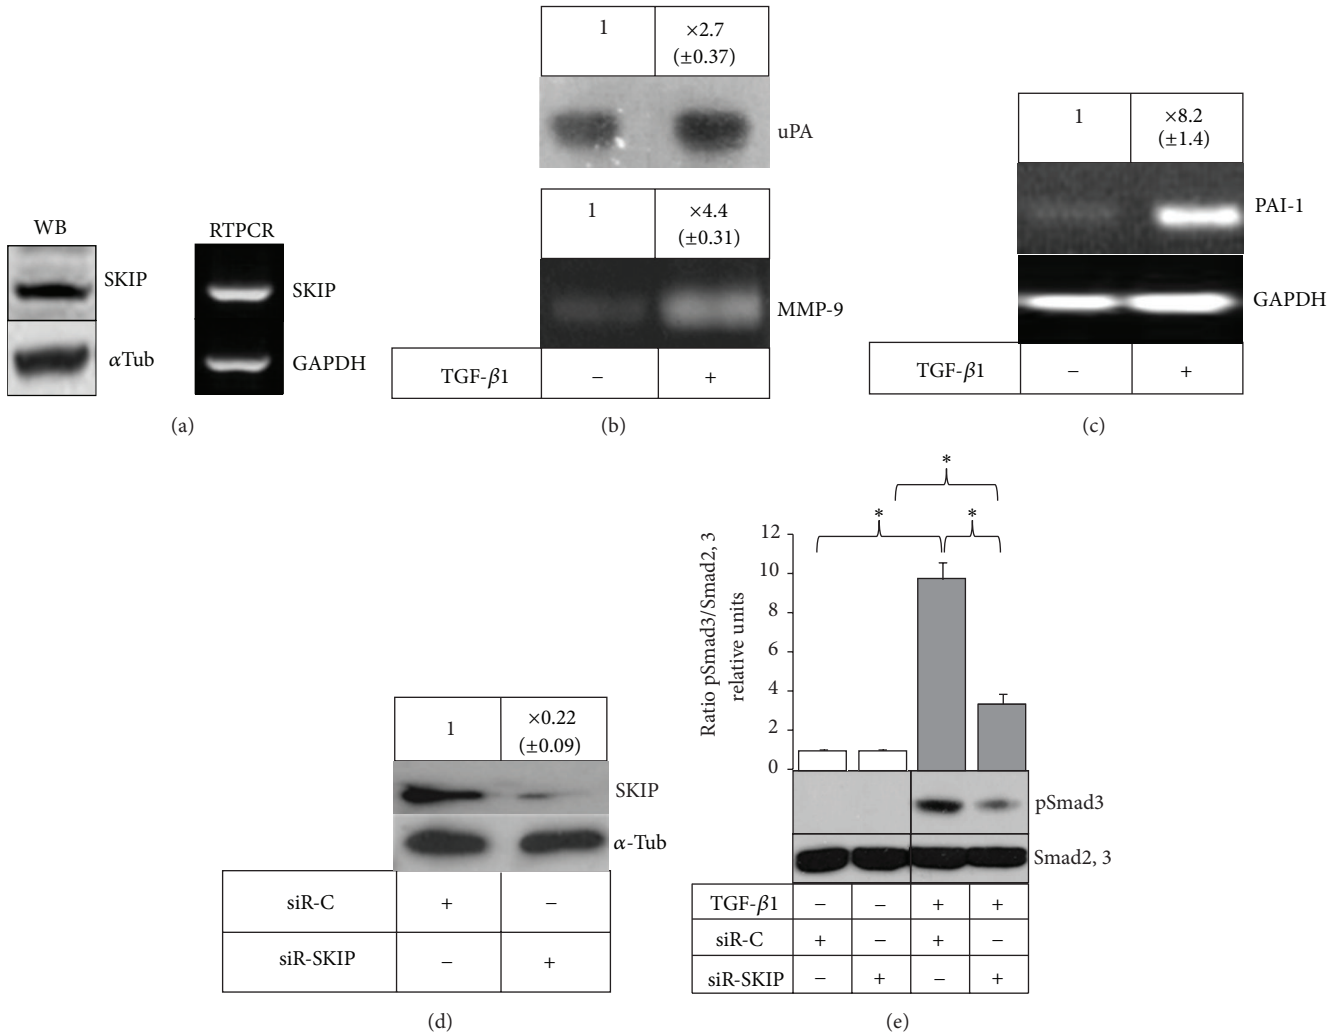 WB
SKIP
αTub
RTPCR
SKIP
GAPDH
(a)
1 ×2.7
(±0.37)
uPA
1 ×4.4
(±0.31)
MMP-9
TGF-β1 − +
(b)
1 ×8.2
(±1.4)
PAI-1
GAPDH
TGF-β1 − +
(c)
1 ×0.22
(±0.09)
SKIP
α-Tub
siR-C + −
siR-SKIP − +
(d)
*
* *
Ratio pSmad3/Smad2, 3
relative units
12
10
8
6
4
2
0
pSmad3
Smad2, 3
TGF-β1 − − + +
siR-C + − + −
siR-SKIP − + − +
(e)